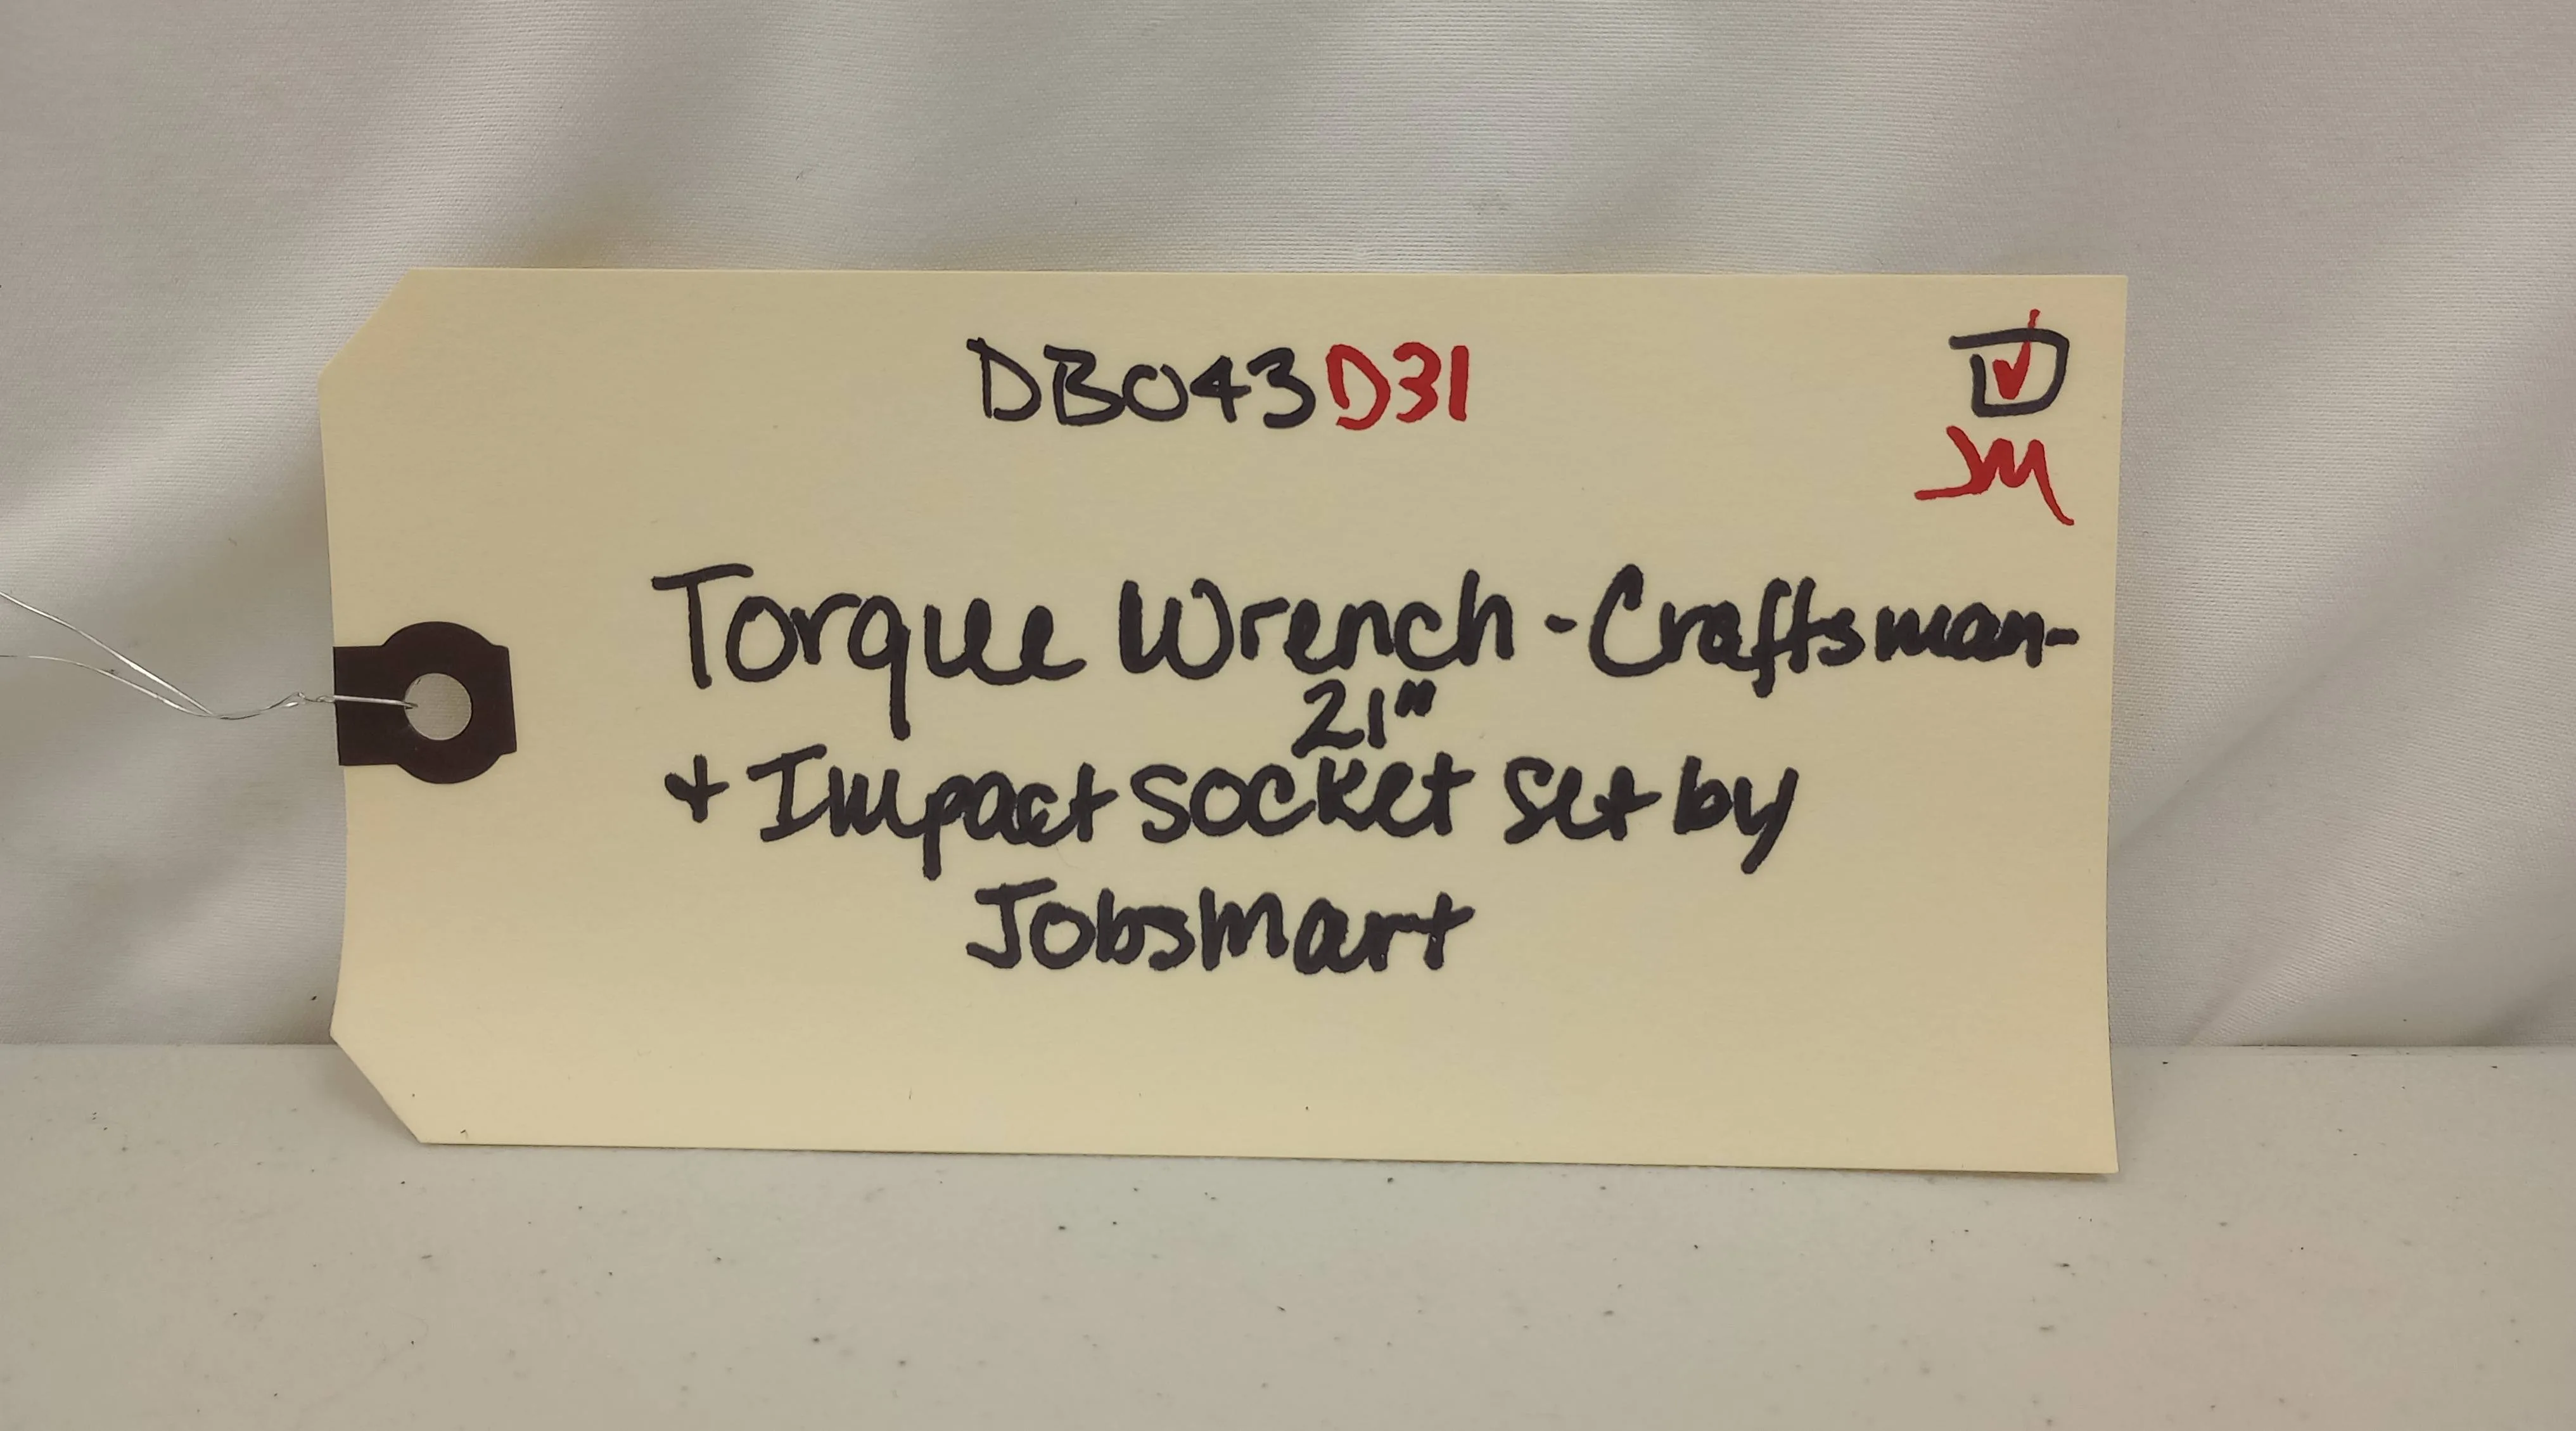 DB043D31
JM
Torque Wrench - Craftsman-
21"
+ Impact socket set by
JobsMart